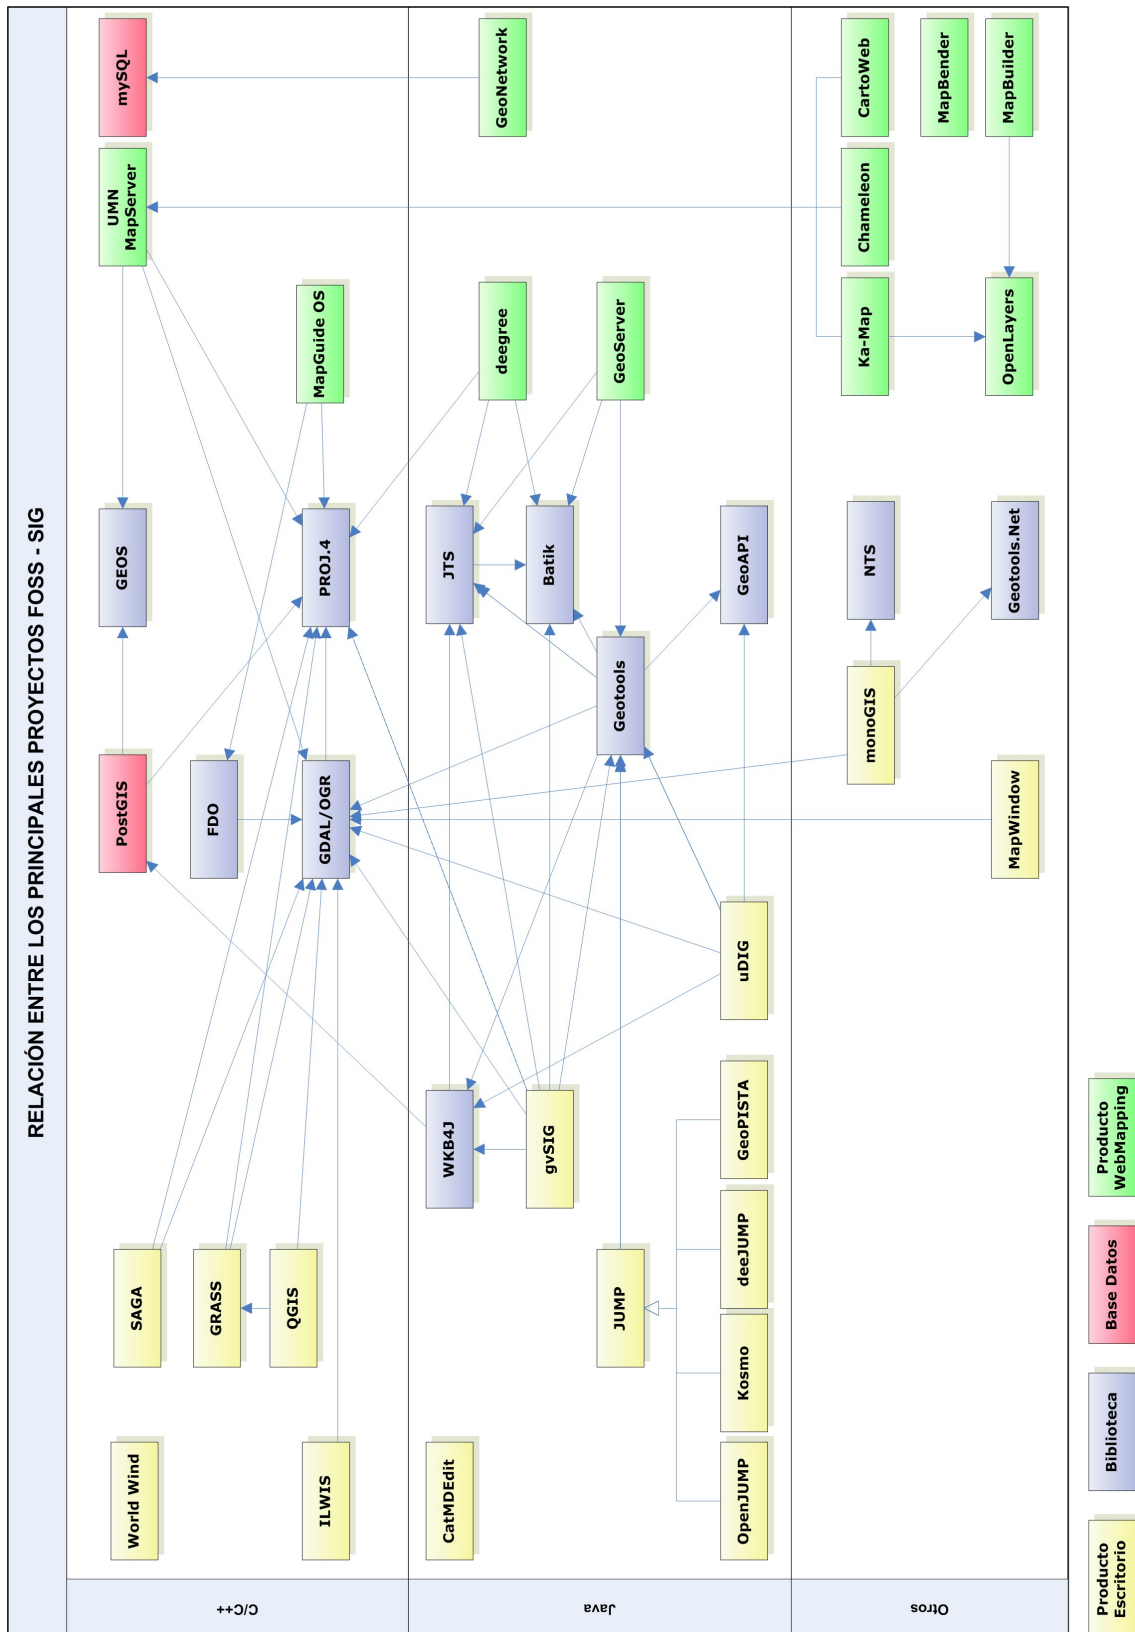 RELACIÓN ENTRE LOS PRINCIPALES PROYECTOS FOSS - SIG
C/C++
World Wind
SAGA
PostGIS
GEOS
UMN
MapServer
mySQL
GRASS
FDO
QGIS
ILWIS
GDAL/OGR
PROJ.4
MapGuide OS
Java
CatMDEdit
WKB4J
JTS
deegree
GeoNetwork
gvSIG
Batik
JUMP
Geotools
GeoServer
OpenJUMP
Kosmo
deeJUMP
GeoPISTA
uDIG
GeoAPI
Otros
monoGIS
NTS
Ka-Map
Chameleon
CartoWeb
MapBender
MapWindow
Geotools.Net
OpenLayers
MapBuilder
Producto
Escritorio
Biblioteca
Base Datos
Producto
WebMapping